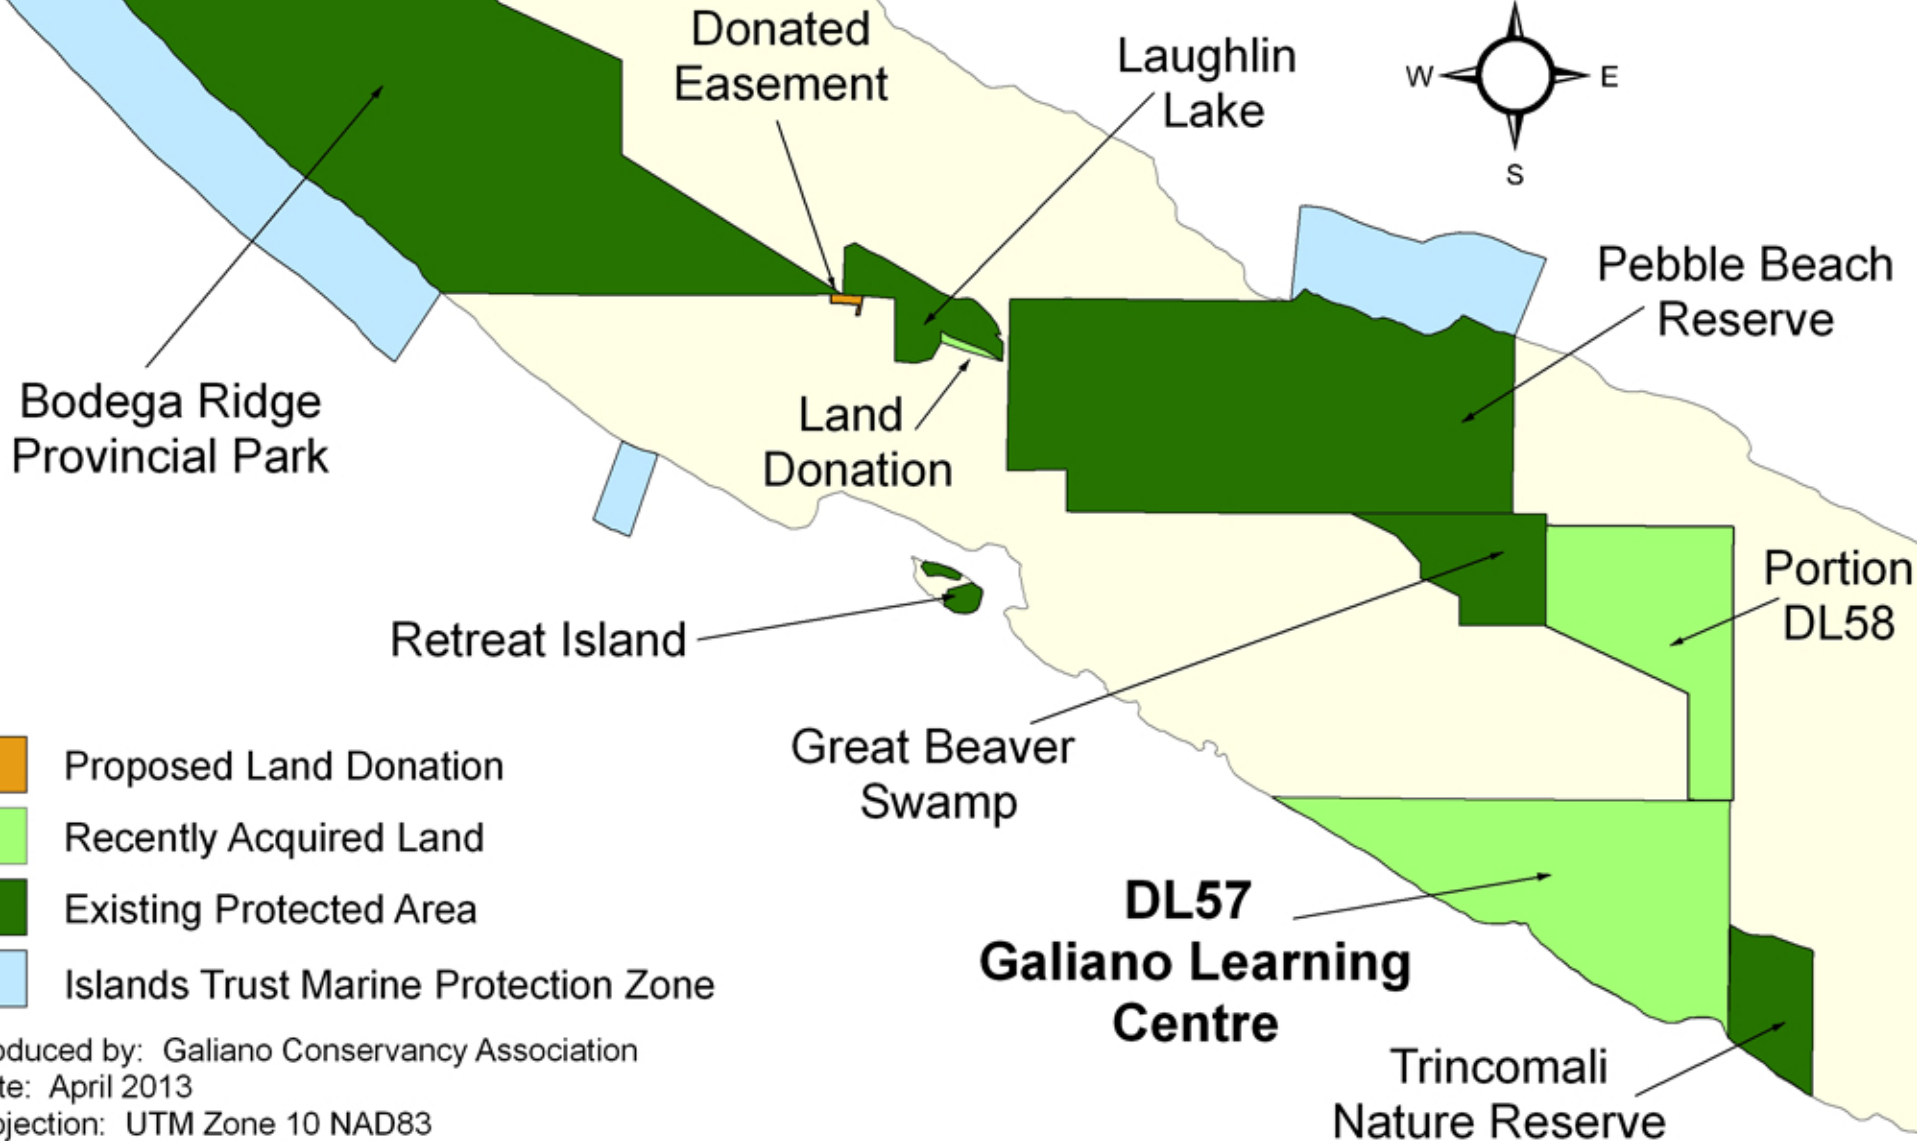 Donated
Easement
Laughlin
Lake
W
E
S
Pebble Beach
Reserve
Bodega Ridge
Provincial Park
Land
Donation
Portion
DL58
Retreat Island
Great Beaver
Swamp
Proposed Land Donation
Recently Acquired Land
Existing Protected Area
Islands Trust Marine Protection Zone
DL57
Galiano Learning
Centre
Trincomali
Nature Reserve
oduced by: Galiano Conservancy Association
te: April 2013
ojection: UTM Zone 10 NAD83